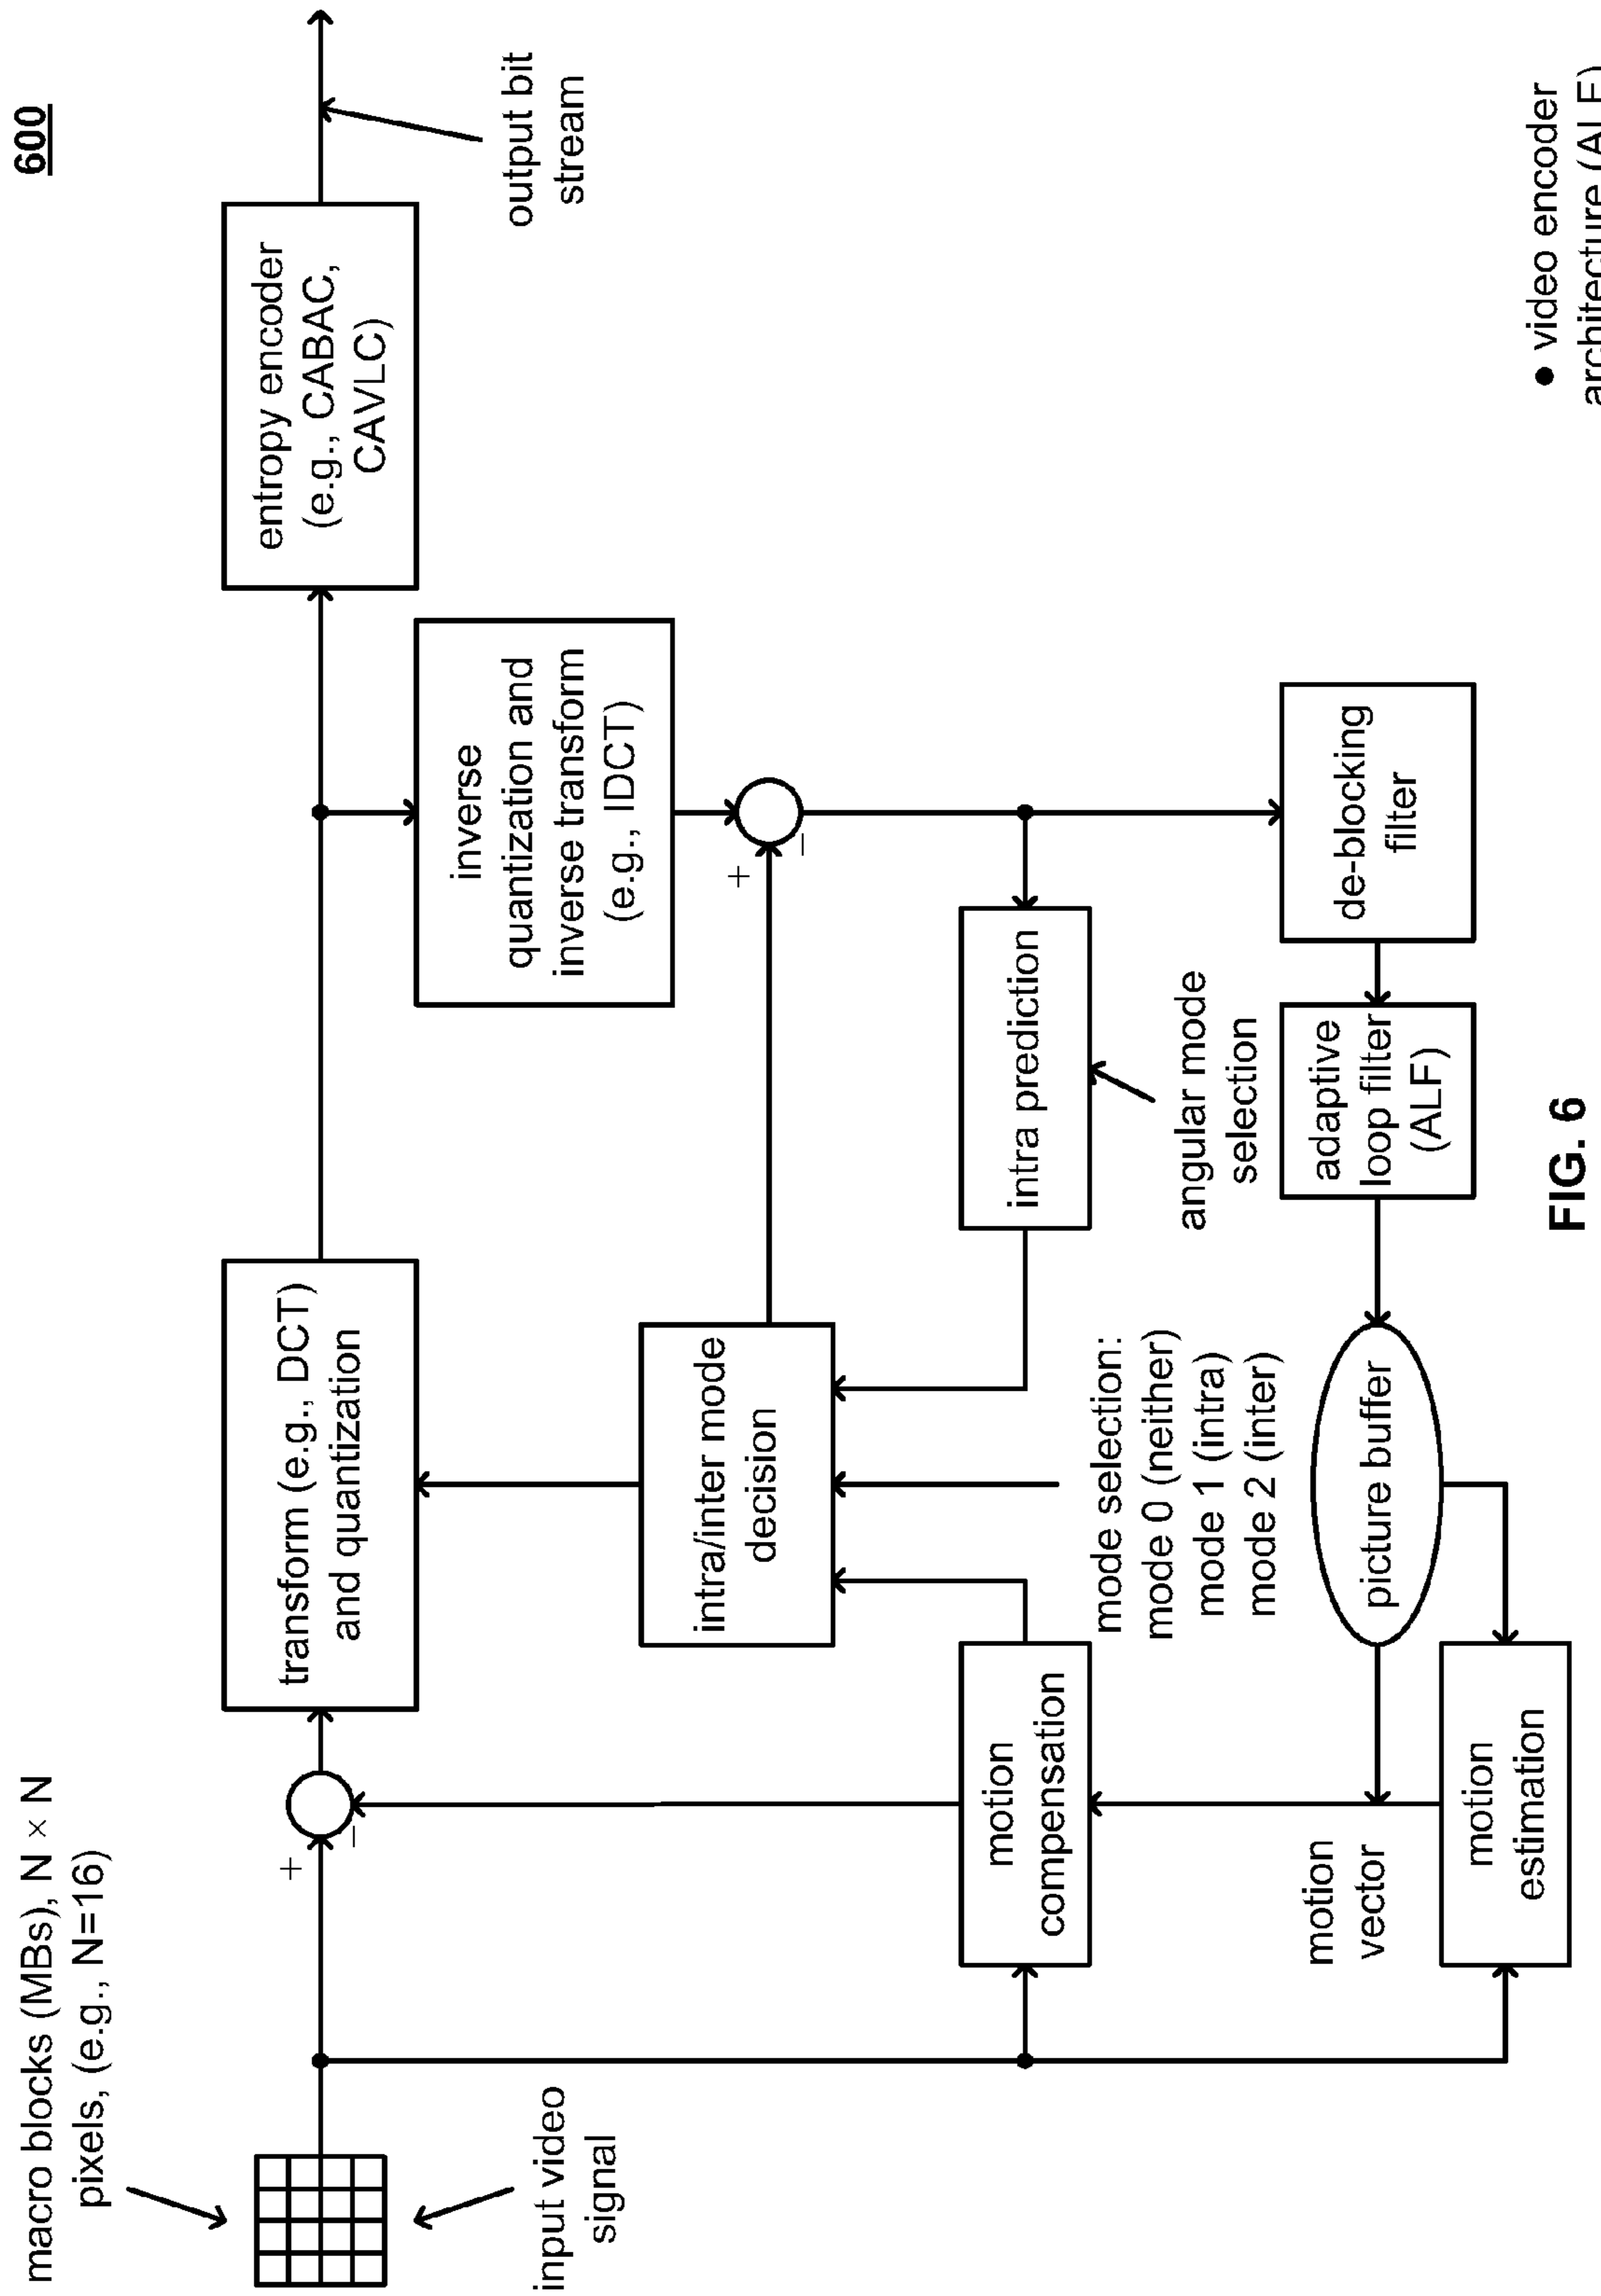 600
macro blocks (MBs), N × N
pixels, (e.g., N=16)
input video
signal
+
−
transform (e.g., DCT)
and quantization
entropy encoder
(e.g., CABAC,
CAVLC)
output bit
stream
inverse
quantization and
inverse transform
(e.g., IDCT)
+
−
intra/inter mode
decision
motion
compensation
intra prediction
angular mode
selection
mode selection:
mode 0 (neither)
mode 1 (intra)
mode 2 (inter)
motion
vector
motion
estimation
picture buffer
adaptive
loop filter
(ALF)
de-blocking
filter
● video encoder
architecture (ALF)
FIG. 6